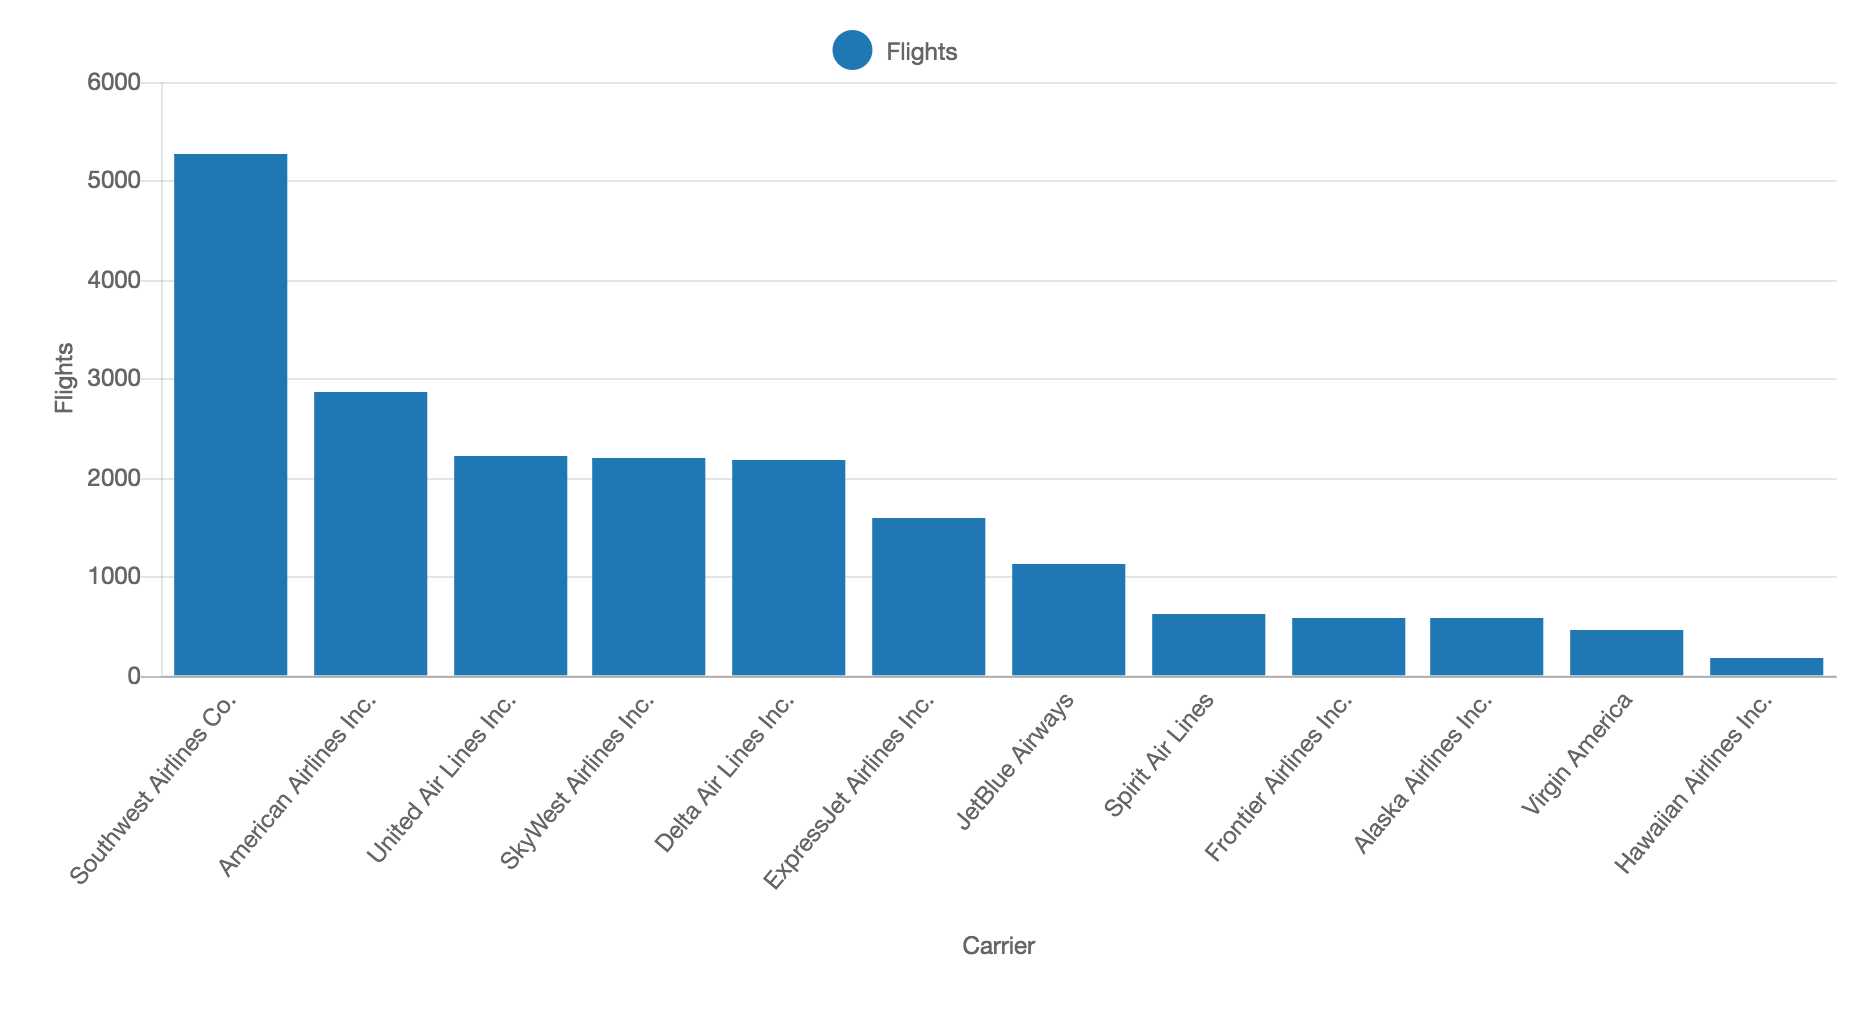 Flights
6000
5000
4000
3000
2000
1000
0
Flights
Southwest Airlines Co.
American Airlines Inc.
United Air Lines Inc.
SkyWest Airlines Inc.
Delta Air Lines Inc.
ExpressJet Airlines Inc.
JetBlue Airways
Spirit Air Lines
Frontier Airlines Inc.
Alaska Airlines Inc.
Virgin America
Hawaiian Airlines Inc.
Carrier